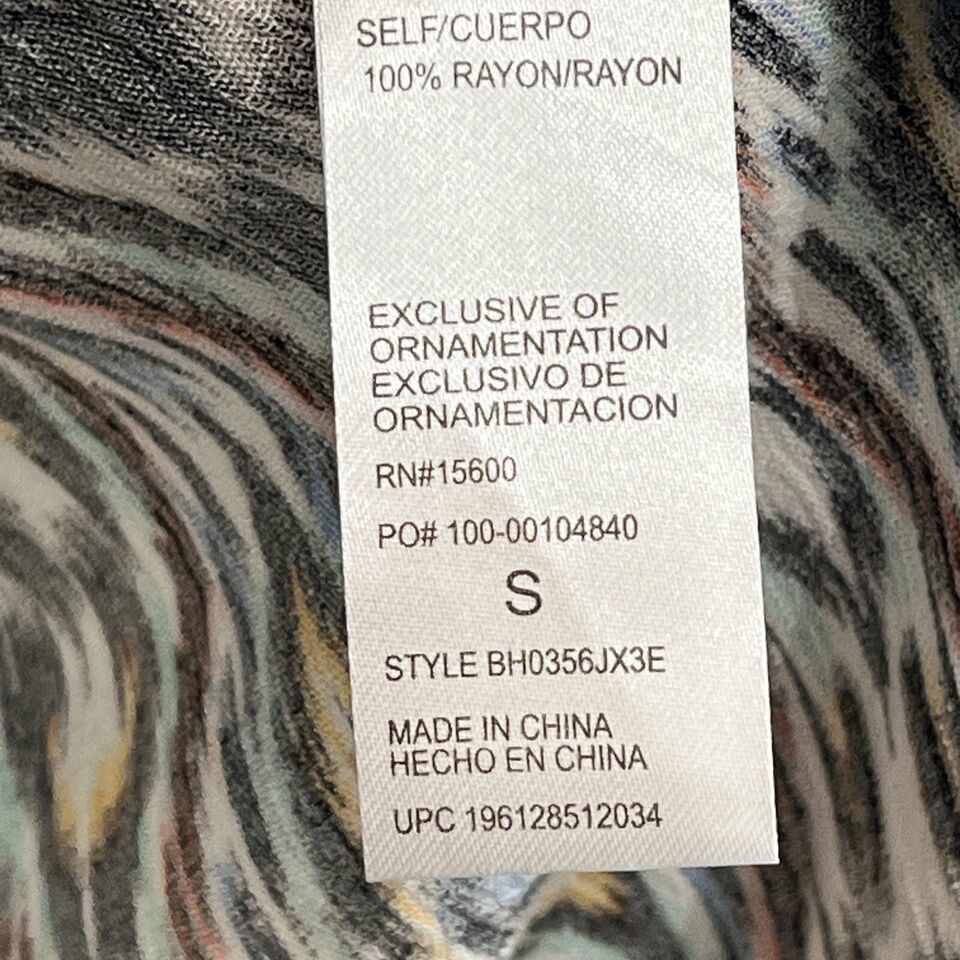 SELF/CUERPO
100% RAYON/RAYON
EXCLUSIVE OF
ORNAMENTATION
EXCLUSIVO DE
ORNAMENTACION
RN#15600
PO# 100-00104840
S
STYLE BH0356JX3E
MADE IN CHINA
HECHO EN CHINA
UPC 196128512034